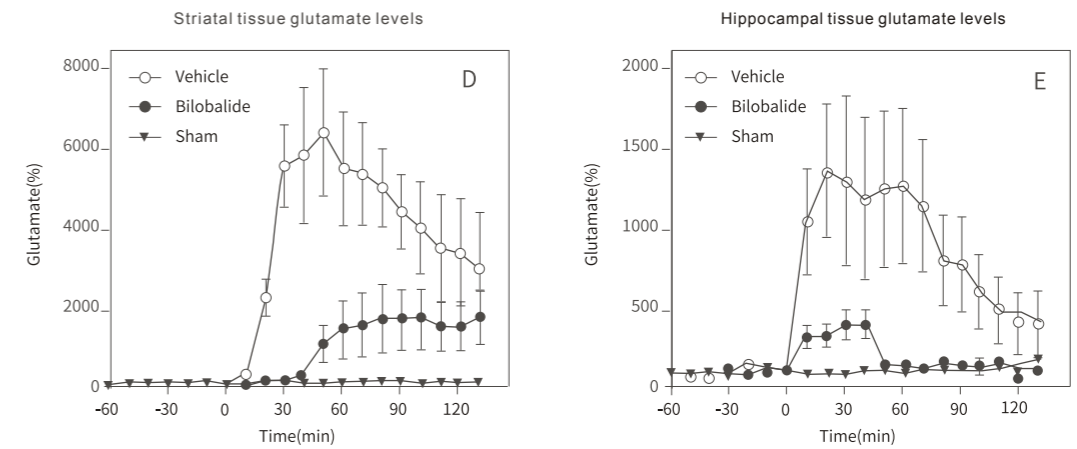 Striatal tissue glutamate levels
8000
6000
4000
2000
0
Glutamate(%)
Vehicle
Bilobalide
Sham
D
-60 -30 0 30 60 90 120
Time(min)
Hippocampal tissue glutamate levels
2000
1500
1000
500
0
Glutamate(%)
Vehicle
Bilobalide
Sham
E
-60 -30 0 30 60 90 120
Time(min)